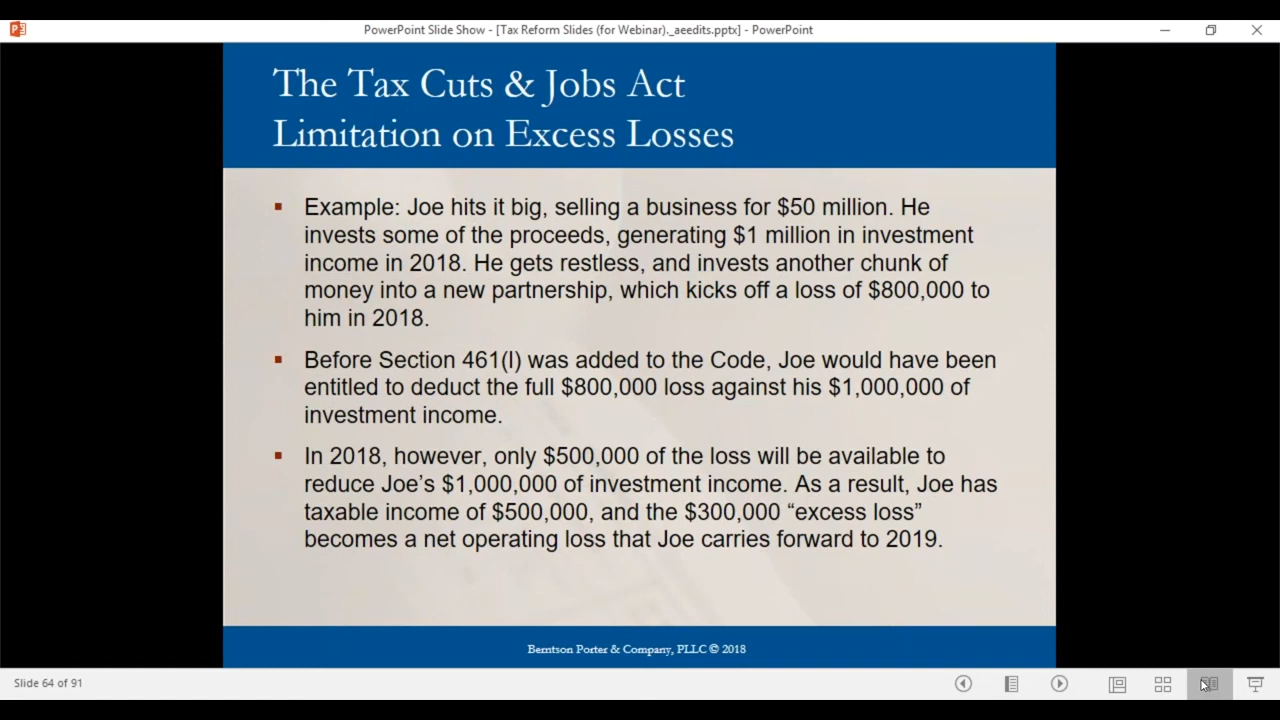 PowerPoint Slide Show - [Tax Reform Slides (for Webinar)._aeedits.pptx] - PowerPoint
The Tax Cuts & Jobs Act
Limitation on Excess Losses
▪ Example: Joe hits it big, selling a business for $50 million. He
invests some of the proceeds, generating $1 million in investment
income in 2018. He gets restless, and invests another chunk of
money into a new partnership, which kicks off a loss of $800,000 to
him in 2018.
▪ Before Section 461(l) was added to the Code, Joe would have been
entitled to deduct the full $800,000 loss against his $1,000,000 of
investment income.
▪ In 2018, however, only $500,000 of the loss will be available to
reduce Joe’s $1,000,000 of investment income. As a result, Joe has
taxable income of $500,000, and the $300,000 “excess loss”
becomes a net operating loss that Joe carries forward to 2019.
Berntson Porter & Company, PLLC © 2018
Slide 64 of 91